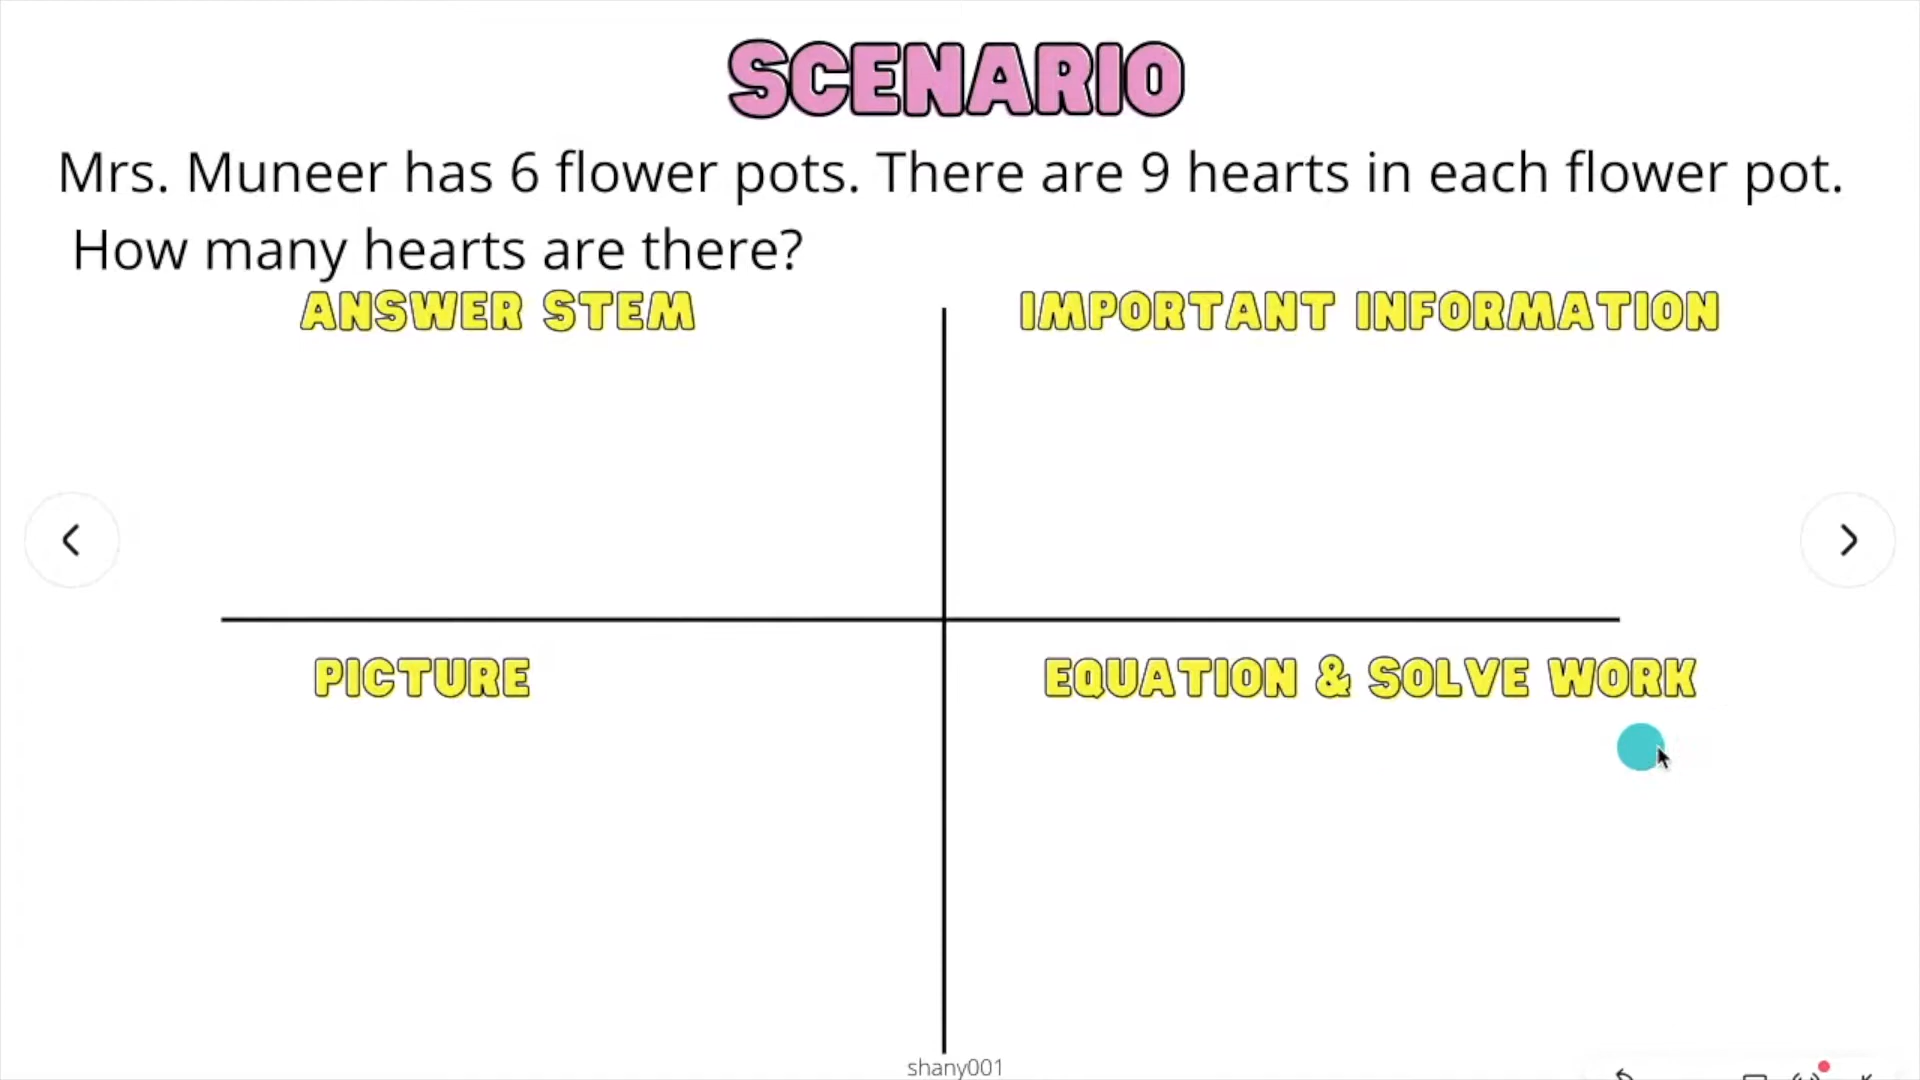 SCENARIO
Mrs. Muneer has 6 flower pots. There are 9 hearts in each flower pot.
How many hearts are there?
ANSWER STEM
IMPORTANT INFORMATION
PICTURE
EQUATION & SOLVE WORK
shany001